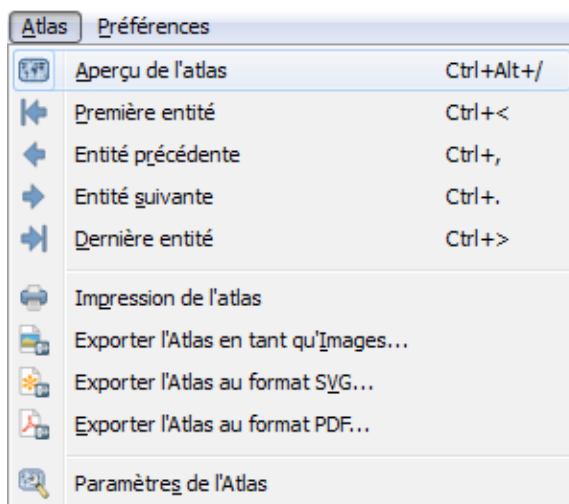 Atlas Préférences
Aperçu de l'atlas Ctrl+Alt+/
Première entité Ctrl+<
Entité précédente Ctrl+,
Entité suivante Ctrl+.
Dernière entité Ctrl+>
Impression de l'atlas
Exporter l'Atlas en tant qu'Images...
Exporter l'Atlas au format SVG...
Exporter l'Atlas au format PDF...
Paramètres de l'Atlas